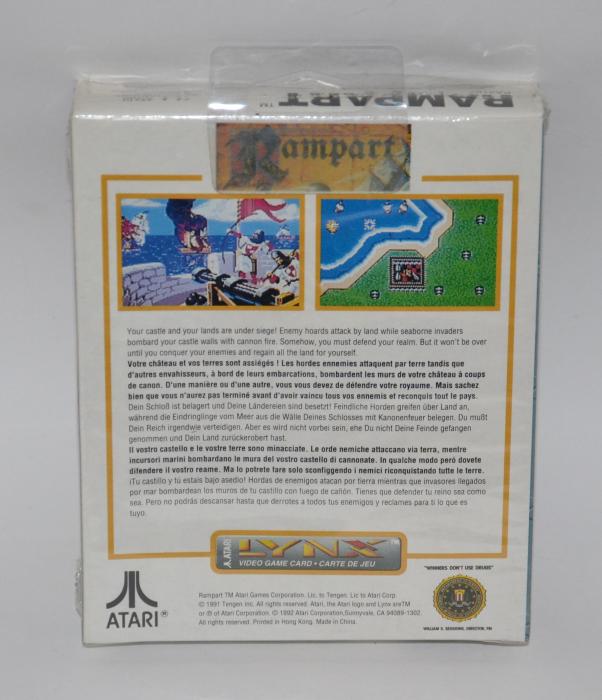 RAMPART™
Rampart
Your castle and your lands are under siege! Enemy hoards attack by land while seaborne invaders
bombard your castle walls with cannon fire. Somehow, you must defend your realm. But it won't be over
until you conquer your enemies and regain all the land for yourself.
Votre château et vos terres sont assiégés ! Les hordes ennemies attaquent par terre tandis que
d'autres envahisseurs, à bord de leurs embarcations, bombardent les murs de votre château à coups
de canon. D'une manière ou d'une autre, vous vous devez de défendre votre royaume. Mais sachez
bien que vous n'aurez pas terminé avant d'avoir vaincu tous vos ennemis et reconquis tout le pays.
Dein Schloß ist belagert und Deine Ländereien sind besetzt! Feindliche Horden greifen über Land an,
während die Eindringlinge vom Meer aus die Wälle Deines Schlosses mit Kanonenfeuer belegen. Du mußt
Dein Reich irgendwie verteidigen. Aber es wird nicht vorbei sein, ehe Du nicht Deine Feinde gefangen
genommen und Dein Land zurückerobert hast.
Il vostro castello e le vostre terre sono minacciate. Le orde nemiche attaccano via terra, mentre
incursori marini bombardano le mura del vostro castello di cannonate. In qualche modo però dovete
difendere il vostro reame. Ma lo potrete fare solo sconfiggendo i nemici riconquistando tutte le terre.
¡Tu castillo y tú estais bajo asedio! Hordas de enemigos atacan por tierra mientras que invasores llegados
por mar bombardean los muros de tu castillo con fuego de cañón. Tienes que defender tu reino sea como
sea. Pero no podrás descansar hasta que derrotes a todos tus enemigos y reclames para ti lo que es
tuyo.
ATARI LYNX™
VIDEO GAME CARD • CARTE DE JEU
"WINNERS DON'T USE DRUGS"
WILLIAM S. SESSIONS, DIRECTOR, FBI
ATARI®
Rampart TM Atari Games Corporation. Lic. to Tengen. Lic to Atari Corp.
© 1991 Tengen Inc. All rights reserved. Atari, the Atari logo and Lynx are TM
or ® of Atari Corporation. © 1992 Atari Corporation, Sunnyvale, CA 94089-1302.
All rights reserved. Printed in Hong Kong. Made in China.